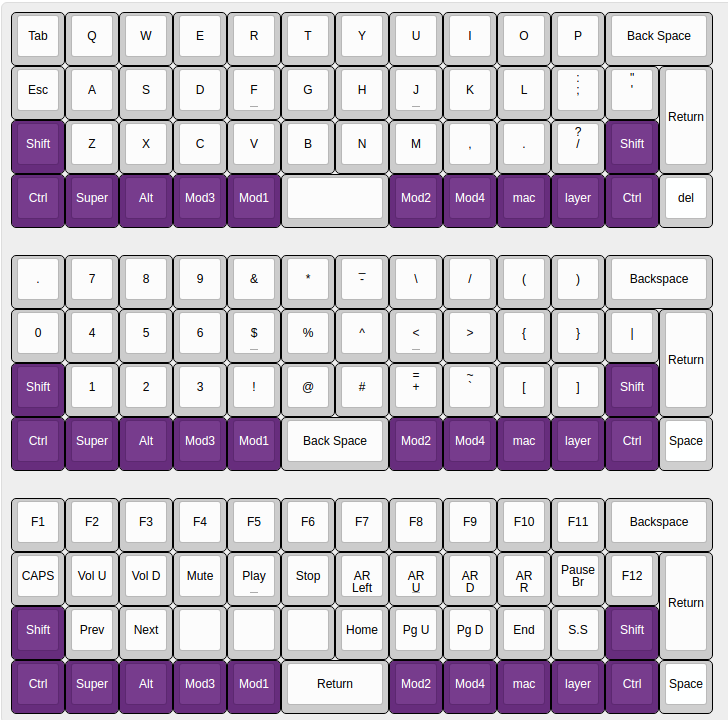 Tab Q W E R T Y U I O P Back Space
Esc A S D F _ G H J _ K L : ; " '
Return
Shift Z X C V B N M , . ? / Shift
Ctrl Super Alt Mod3 Mod1 Mod2 Mod4 mac layer Ctrl del
. 7 8 9 & * _ - \ / ( ) Backspace
0 4 5 6 $ _ % ^ < _ > { } |
Return
Shift 1 2 3 ! @ # = + ~ ` [ ] Shift
Ctrl Super Alt Mod3 Mod1 Back Space Mod2 Mod4 mac layer Ctrl Space
F1 F2 F3 F4 F5 F6 F7 F8 F9 F10 F11 Backspace
CAPS Vol U Vol D Mute Play _ Stop AR Left AR U _ AR D AR R Pause Br F12
Return
Shift Prev Next Home Pg U Pg D End S.S Shift
Ctrl Super Alt Mod3 Mod1 Return Mod2 Mod4 mac layer Ctrl Space